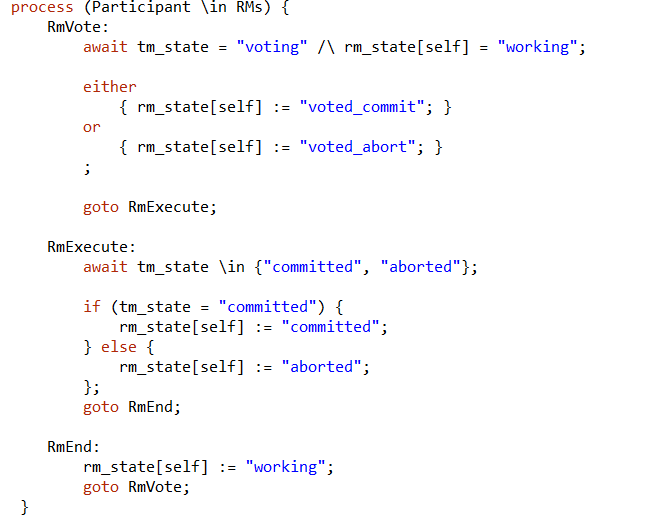 process (Participant \in RMs) {
RmVote:
await tm_state = "voting" /\ rm_state[self] = "working";
either
{ rm_state[self] := "voted_commit"; }
or
{ rm_state[self] := "voted_abort"; }
;
goto RmExecute;
RmExecute:
await tm_state \in {"committed", "aborted"};
if (tm_state = "committed") {
rm_state[self] := "committed";
} else {
rm_state[self] := "aborted";
};
goto RmEnd;
RmEnd:
rm_state[self] := "working";
goto RmVote;
}